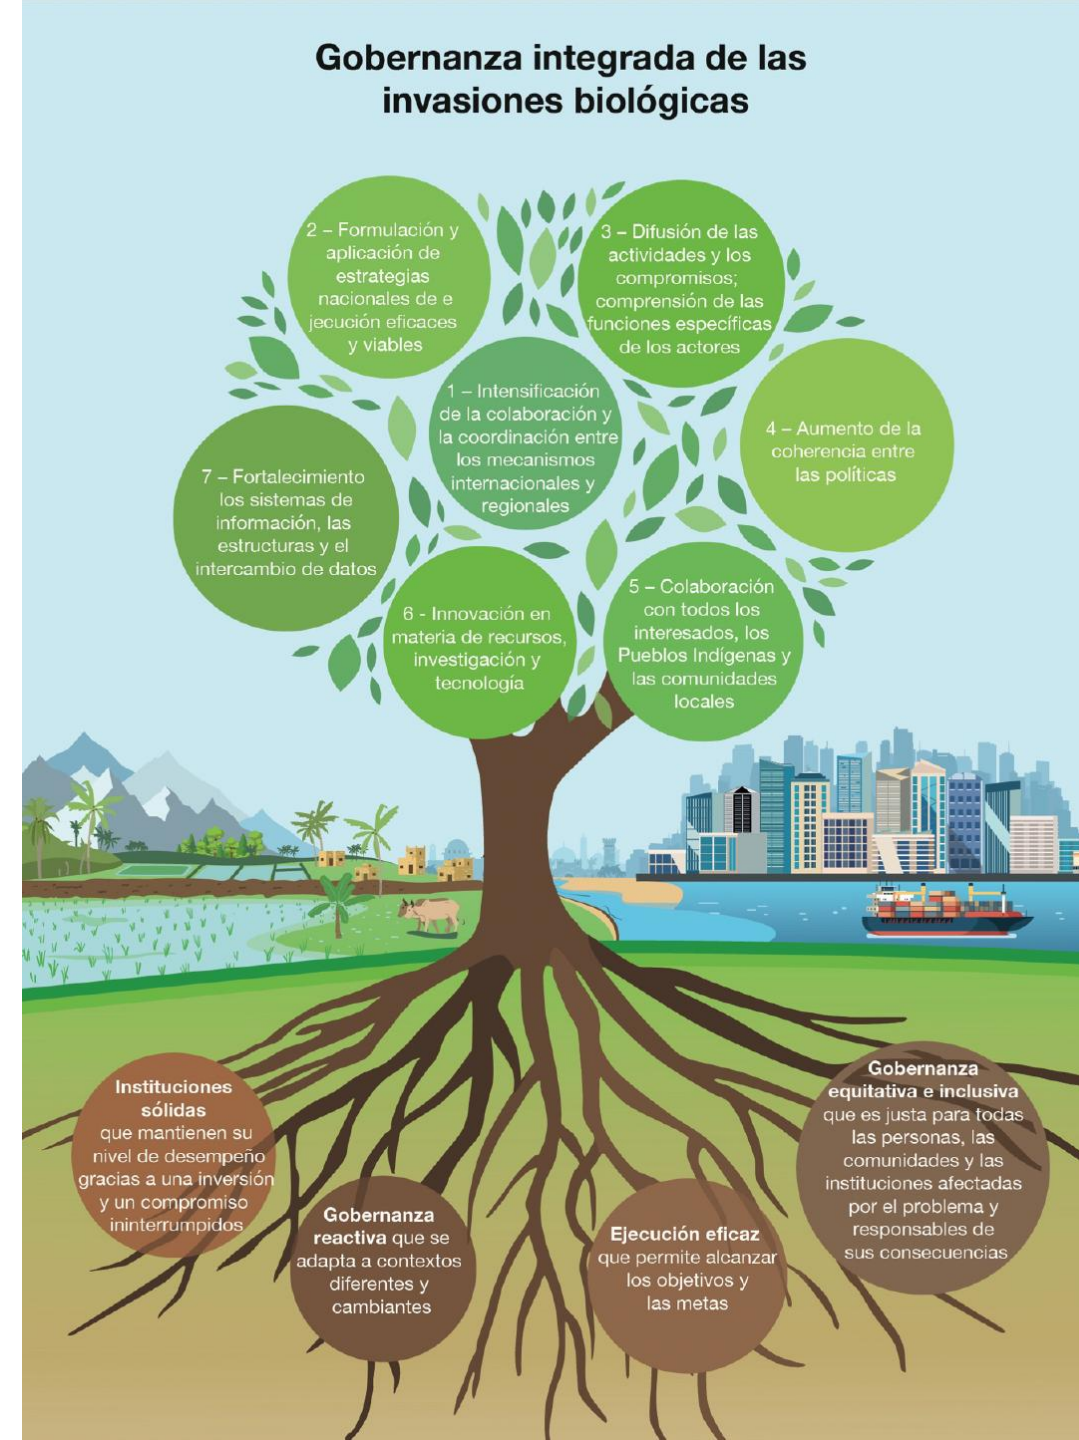 Gobernanza integrada de las
invasiones biológicas
2 – Formulación y
aplicación de
estrategias
nacionales de e
jecución eficaces
y viables
3 – Difusión de las
actividades y los
compromisos;
comprensión de las
funciones específicas
de los actores
1 – Intensificación
de la colaboración y
la coordinación entre
los mecanismos
internacionales y
regionales
4 – Aumento de la
coherencia entre
las políticas
7 – Fortalecimiento
los sistemas de
información, las
estructuras y el
intercambio de datos
6 - Innovación en
materia de recursos,
investigación y
tecnología
5 – Colaboración
con todos los
interesados, los
Pueblos Indígenas y
las comunidades
locales
Instituciones
sólidas
que mantienen su
nivel de desempeño
gracias a una inversión
y un compromiso
ininterrumpidos
Gobernanza
reactiva que se
adapta a contextos
diferentes y
cambiantes
Ejecución eficaz
que permite alcanzar
los objetivos y
las metas
Gobernanza
equitativa e inclusiva
que es justa para todas
las personas, las
comunidades y las
instituciones afectadas
por el problema y
responsables de
sus consecuencias